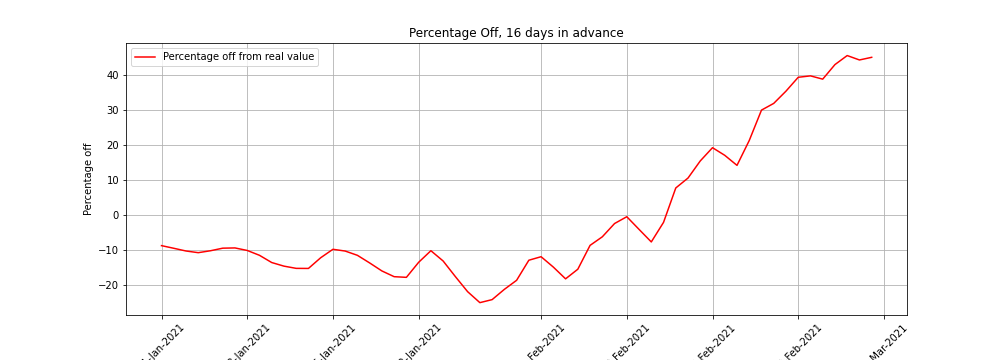 Percentage Off, 16 days in advance
Percentage off from real value
Percentage off
40
30
20
10
0
−10
−20
-Jan-2021
-Jan-2021
-Jan-2021
-Jan-2021
Feb-2021
-Feb-2021
-Feb-2021
-Feb-2021
Mar-2021